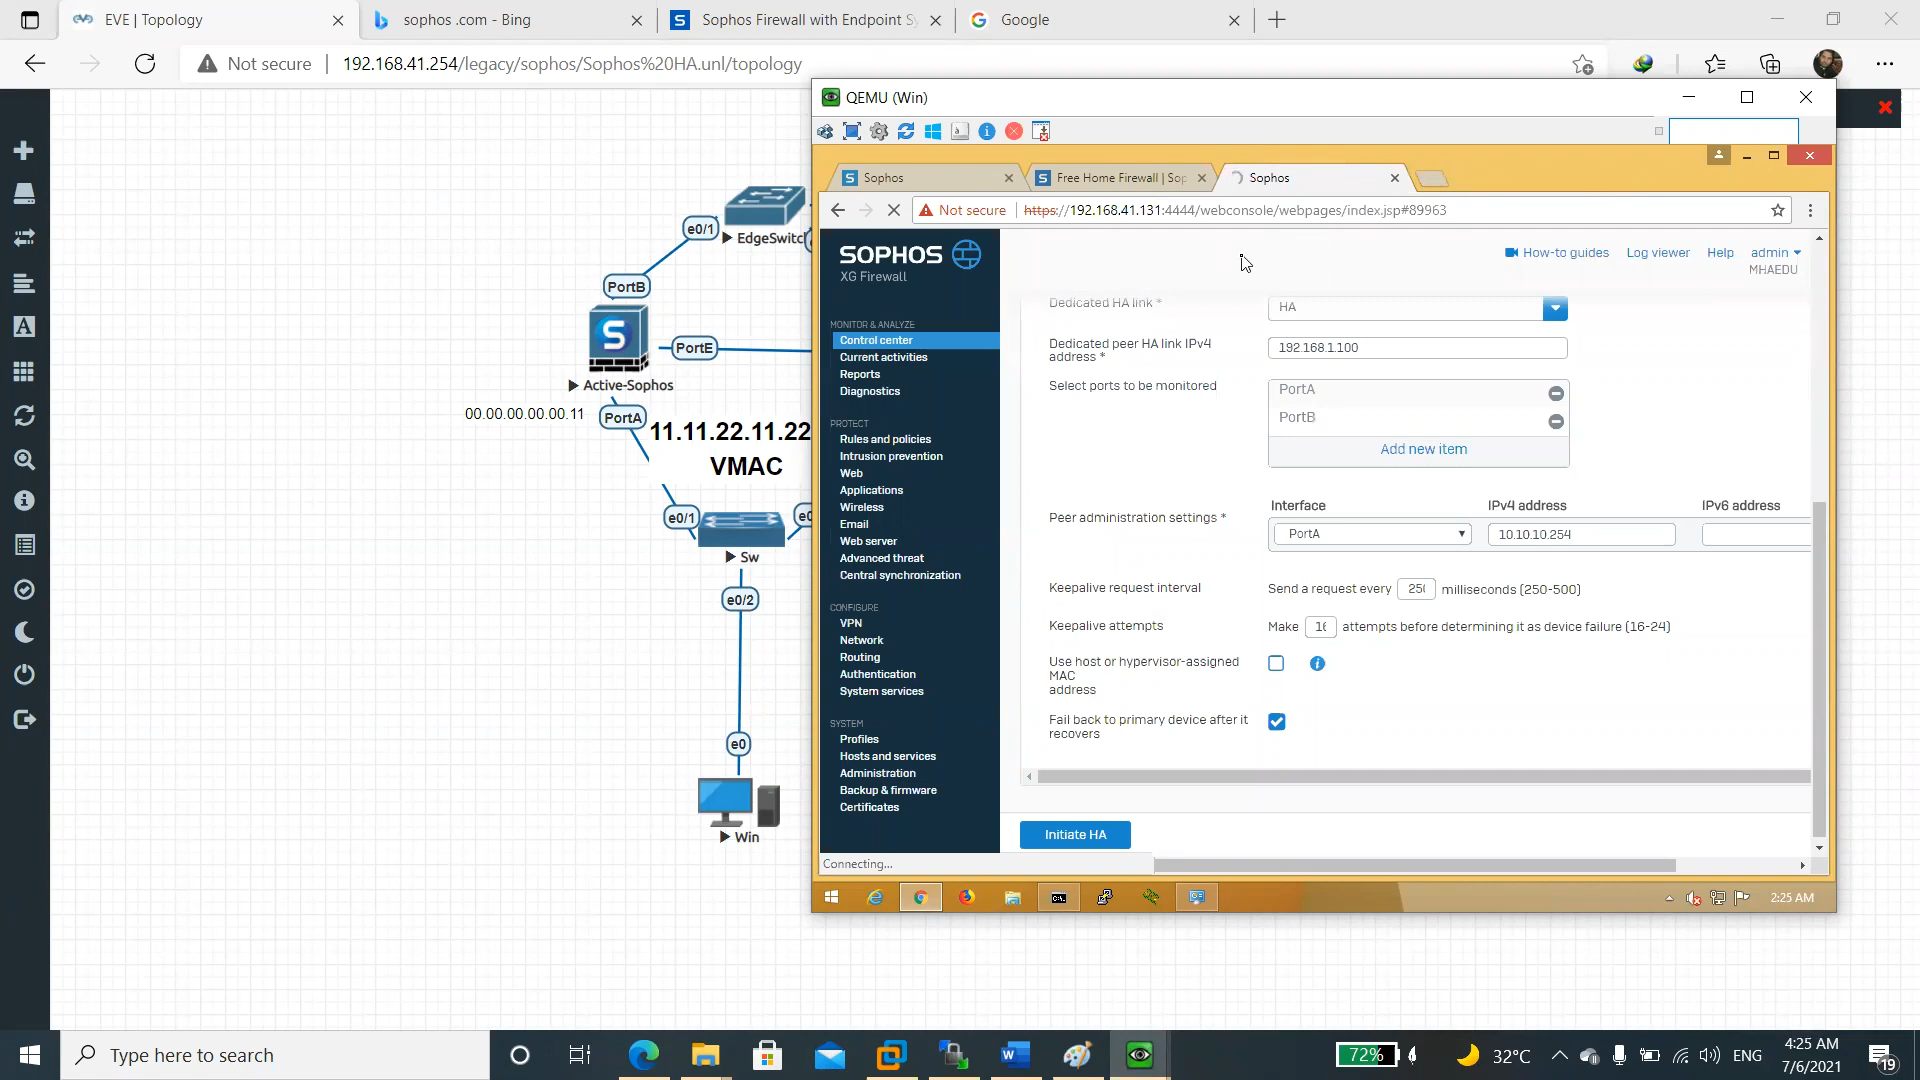 EVE | Topology
sophos .com - Bing
Sophos Firewall with Endpoint Sy
Google
Not secure
192.168.41.254/legacy/sophos/Sophos%20HA.unl/topology
QEMU (Win)
Sophos
Free Home Firewall | Sop
Sophos
Not secure
https://192.168.41.131:4444/webconsole/webpages/index.jsp#89963
SOPHOS
XG Firewall
How-to guides
Log viewer
Help
admin
MHAEDU
MONITOR & ANALYZE
Control center
Current activities
Reports
Diagnostics
PROTECT
Rules and policies
Intrusion prevention
Web
Applications
Wireless
Email
Web server
Advanced threat
Central synchronization
CONFIGURE
VPN
Network
Routing
Authentication
System services
SYSTEM
Profiles
Hosts and services
Administration
Backup & firmware
Certificates
Dedicated HA link *
HA
Dedicated peer HA link IPv4
address *
192.168.1.100
Select ports to be monitored
PortA
PortB
Add new item
Peer administration settings *
Interface
IPv4 address
IPv6 address
PortA
10.10.10.254
Keepalive request interval
Send a request every
milliseconds (250-500)
Keepalive attempts
Make
attempts before determining it as device failure (16-24)
Use host or hypervisor-assigned
MAC
address
Fail back to primary device after it
recovers
Initiate HA
Connecting...
2:25 AM
e0/1
EdgeSwitc
PortB
PortE
Active-Sophos
00.00.00.00.00.11
PortA
11.11.22.11.22
VMAC
e0/1
Sw
e0/2
e0
Win
Type here to search
72%
32°C
ENG
4:25 AM
7/6/2021
19